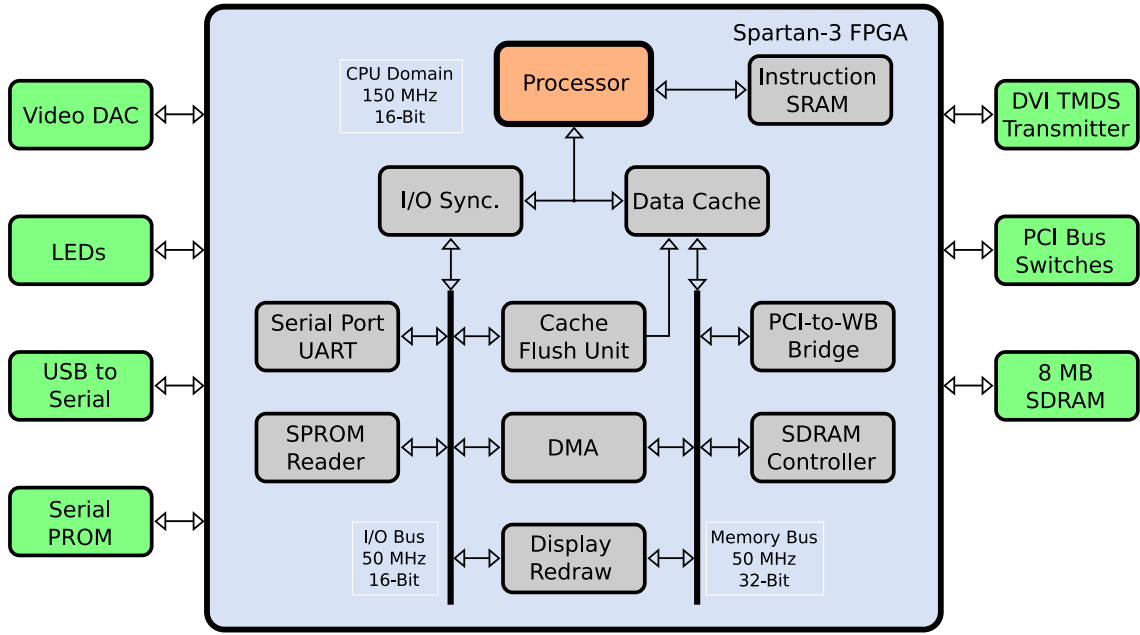 Spartan-3 FPGA
Video DAC
LEDs
USB to
Serial
Serial
PROM
CPU Domain
150 MHz
16-Bit
Processor
Instruction
SRAM
I/O Sync.
Data Cache
Serial Port
UART
Cache
Flush Unit
PCI-to-WB
Bridge
SPROM
Reader
DMA
SDRAM
Controller
I/O Bus
50 MHz
16-Bit
Display
Redraw
Memory Bus
50 MHz
32-Bit
DVI TMDS
Transmitter
PCI Bus
Switches
8 MB
SDRAM